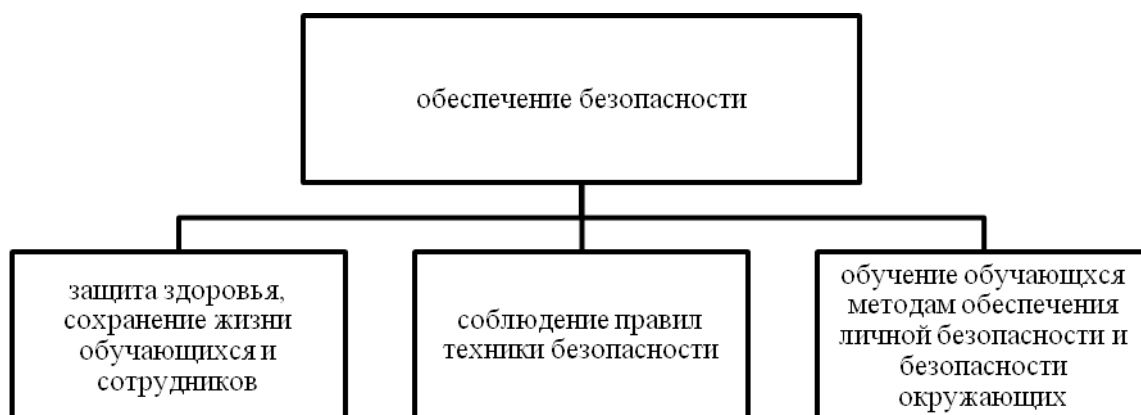 обеспечение безопасности
защита здоровья,
сохранение жизни
обучающихся и
сотрудников
соблюдение правил
техники безопасности
обучение обучающхся
методам обеспечения
личной безопасности и
безопасности
окружающих